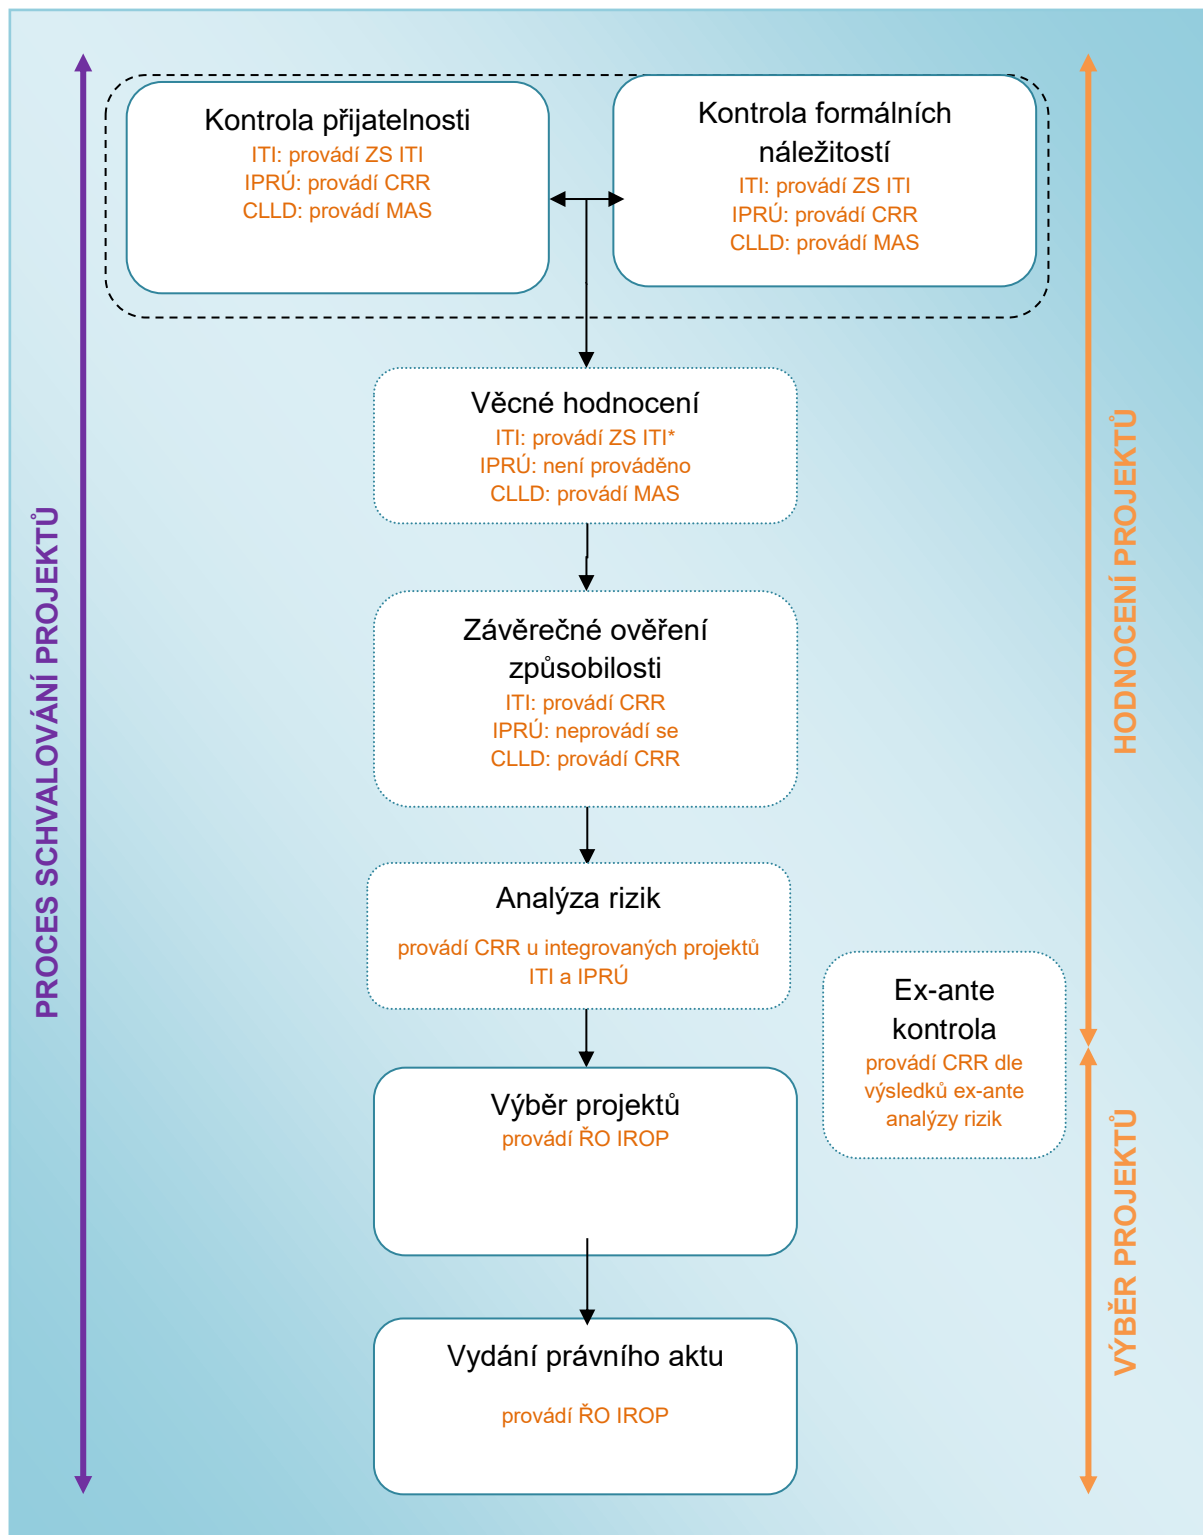 PROCES SCHVALOVÁNÍ PROJEKTŮ
Kontrola přijatelnosti
ITI: provádí ZS ITI
IPRÚ: provádí CRR
CLLD: provádí MAS
Kontrola formálních
náležitostí
ITI: provádí ZS ITI
IPRÚ: provádí CRR
CLLD: provádí MAS
Věcné hodnocení
ITI: provádí ZS ITI*
IPRÚ: není prováděno
CLLD: provádí MAS
Závěrečné ověření
způsobilosti
ITI: provádí CRR
IPRÚ: neprovádí se
CLLD: provádí CRR
Analýza rizik
provádí CRR u integrovaných projektů
ITI a IPRÚ
Ex-ante
kontrola
provádí CRR dle
výsledků ex-ante
analýzy rizik
Výběr projektů
provádí ŘO IROP
Vydání právního aktu
provádí ŘO IROP
HODNOCENÍ PROJEKTŮ
VÝBĚR PROJEKTŮ